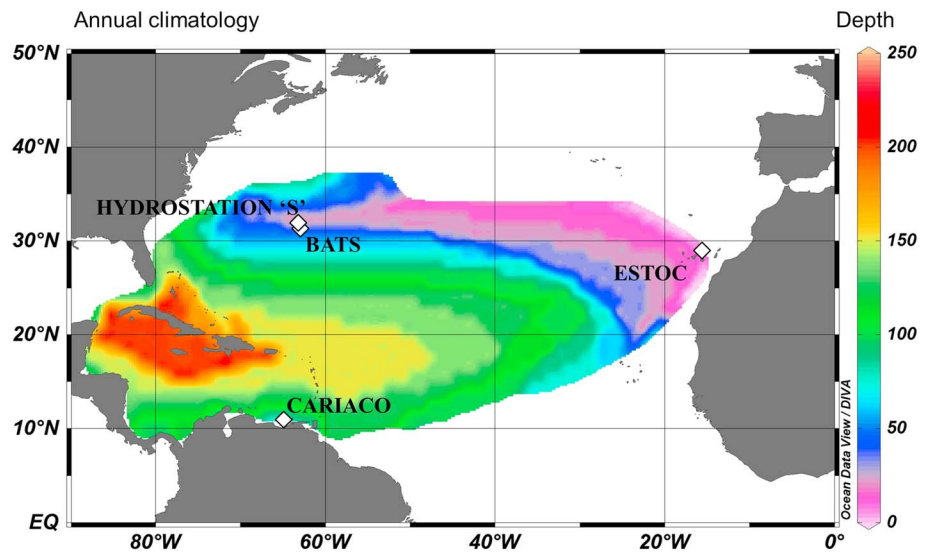 Annual climatology
Depth
50°N
40°N
30°N
20°N
10°N
EQ
HYDROSTATION ‘S’
BATS
ESTOC
CARIACO
80°W
60°W
40°W
20°W
0°
250
200
150
100
50
0
Ocean Data View / DIVA